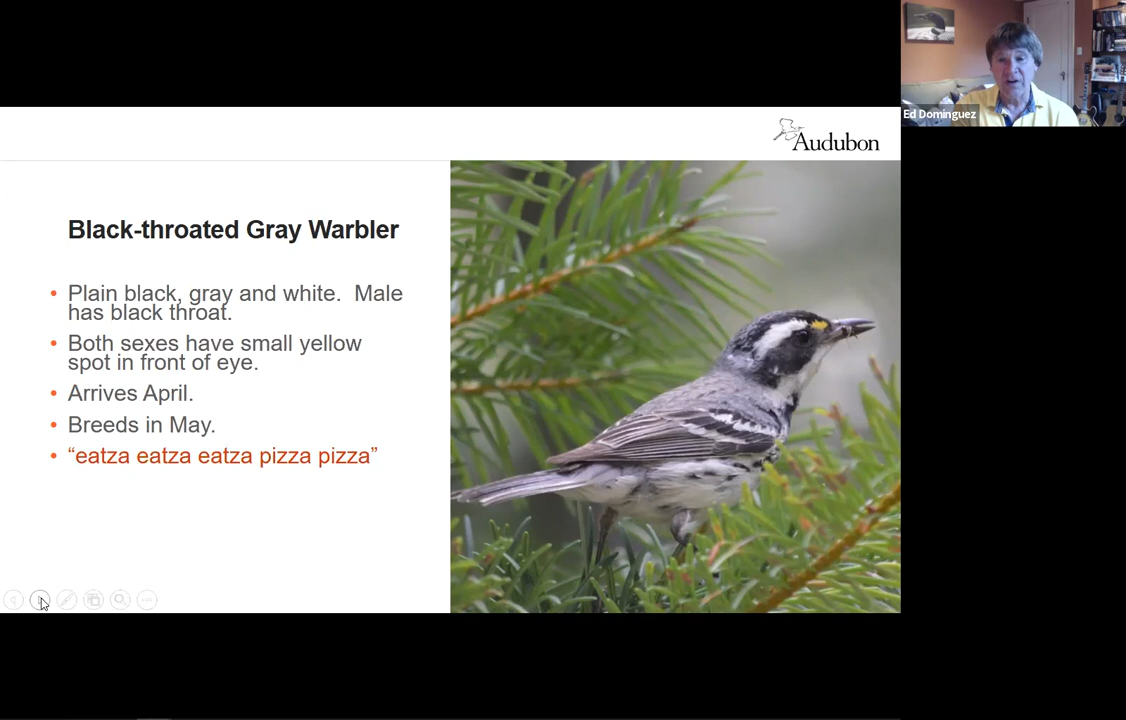 Ed Dominguez
Audubon
Black-throated Gray Warbler
• Plain black, gray and white.  Male
has black throat.
• Both sexes have small yellow
spot in front of eye.
• Arrives April.
• Breeds in May.
• “eatza eatza eatza pizza pizza”